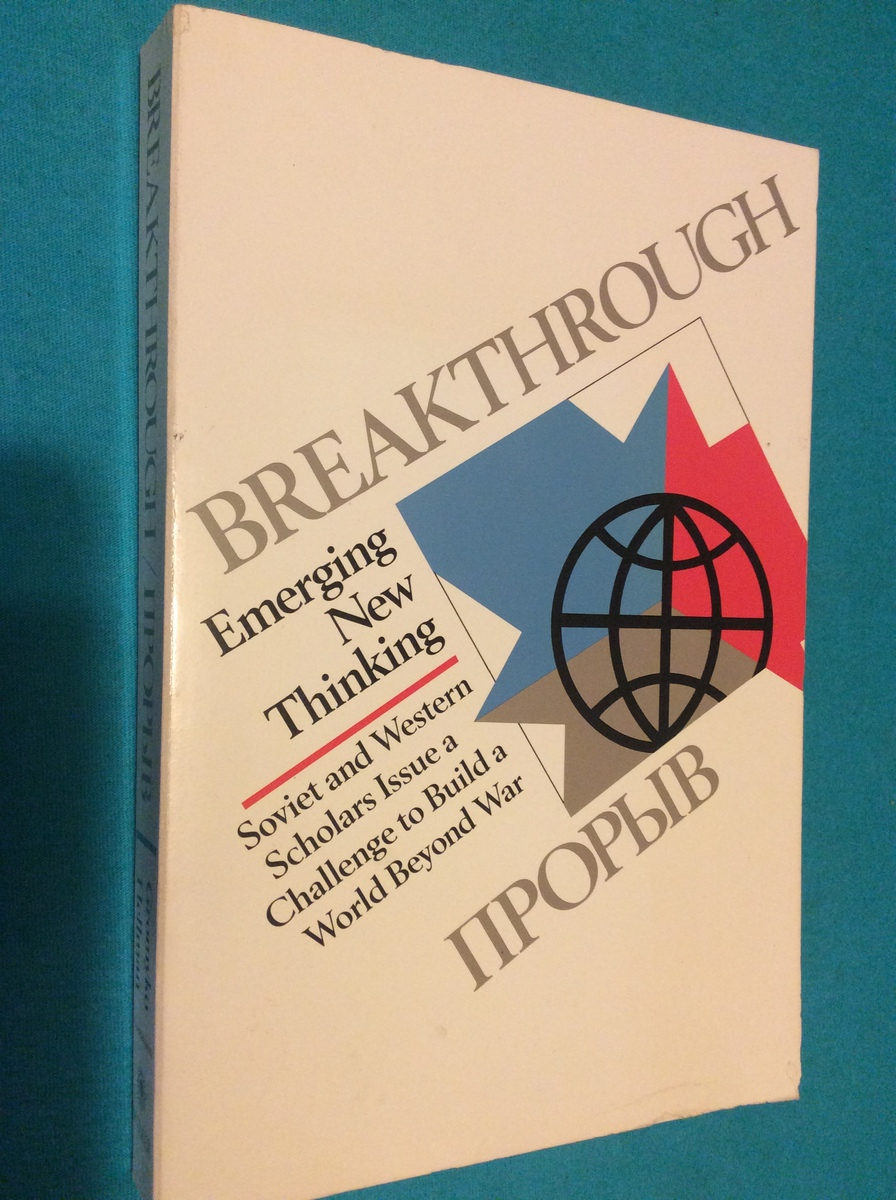 BREAKTHROUGH
Emerging
New
Thinking
Soviet and Western
Scholars Issue a
Challenge to Build a
World Beyond War
ПРОРЫВ
BREAKTHROUGH/ПРОРЫВ